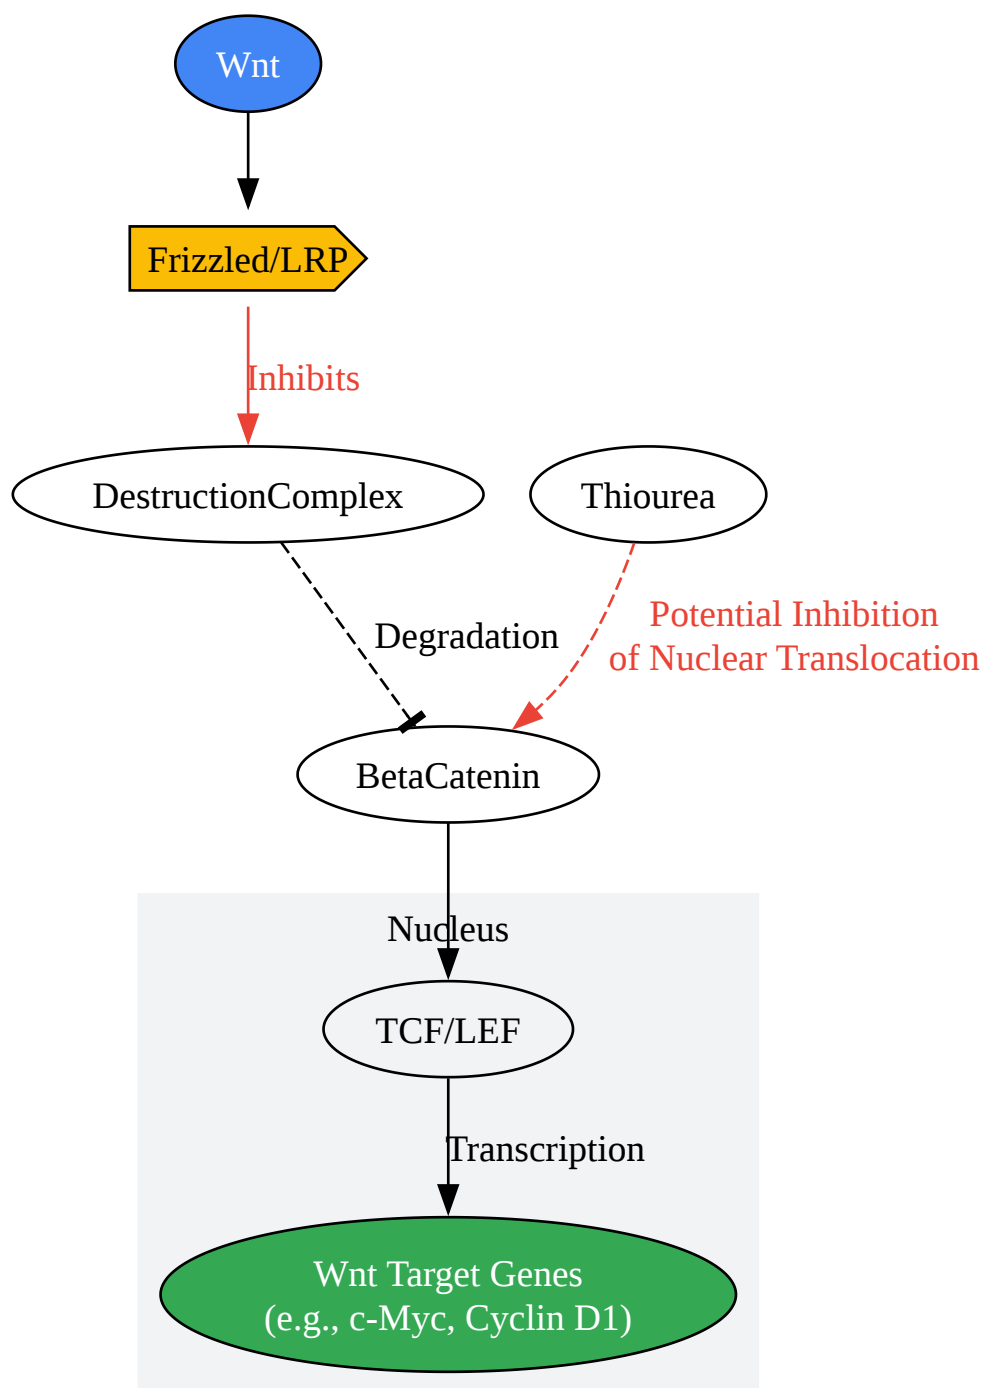 Wnt
Frizzled/LRP
Inhibits
DestructionComplex
Thiourea
Degradation
Potential Inhibition
of Nuclear Translocation
BetaCatenin
Nucleus
TCF/LEF
Transcription
Wnt Target Genes
(e.g., c-Myc, Cyclin D1)